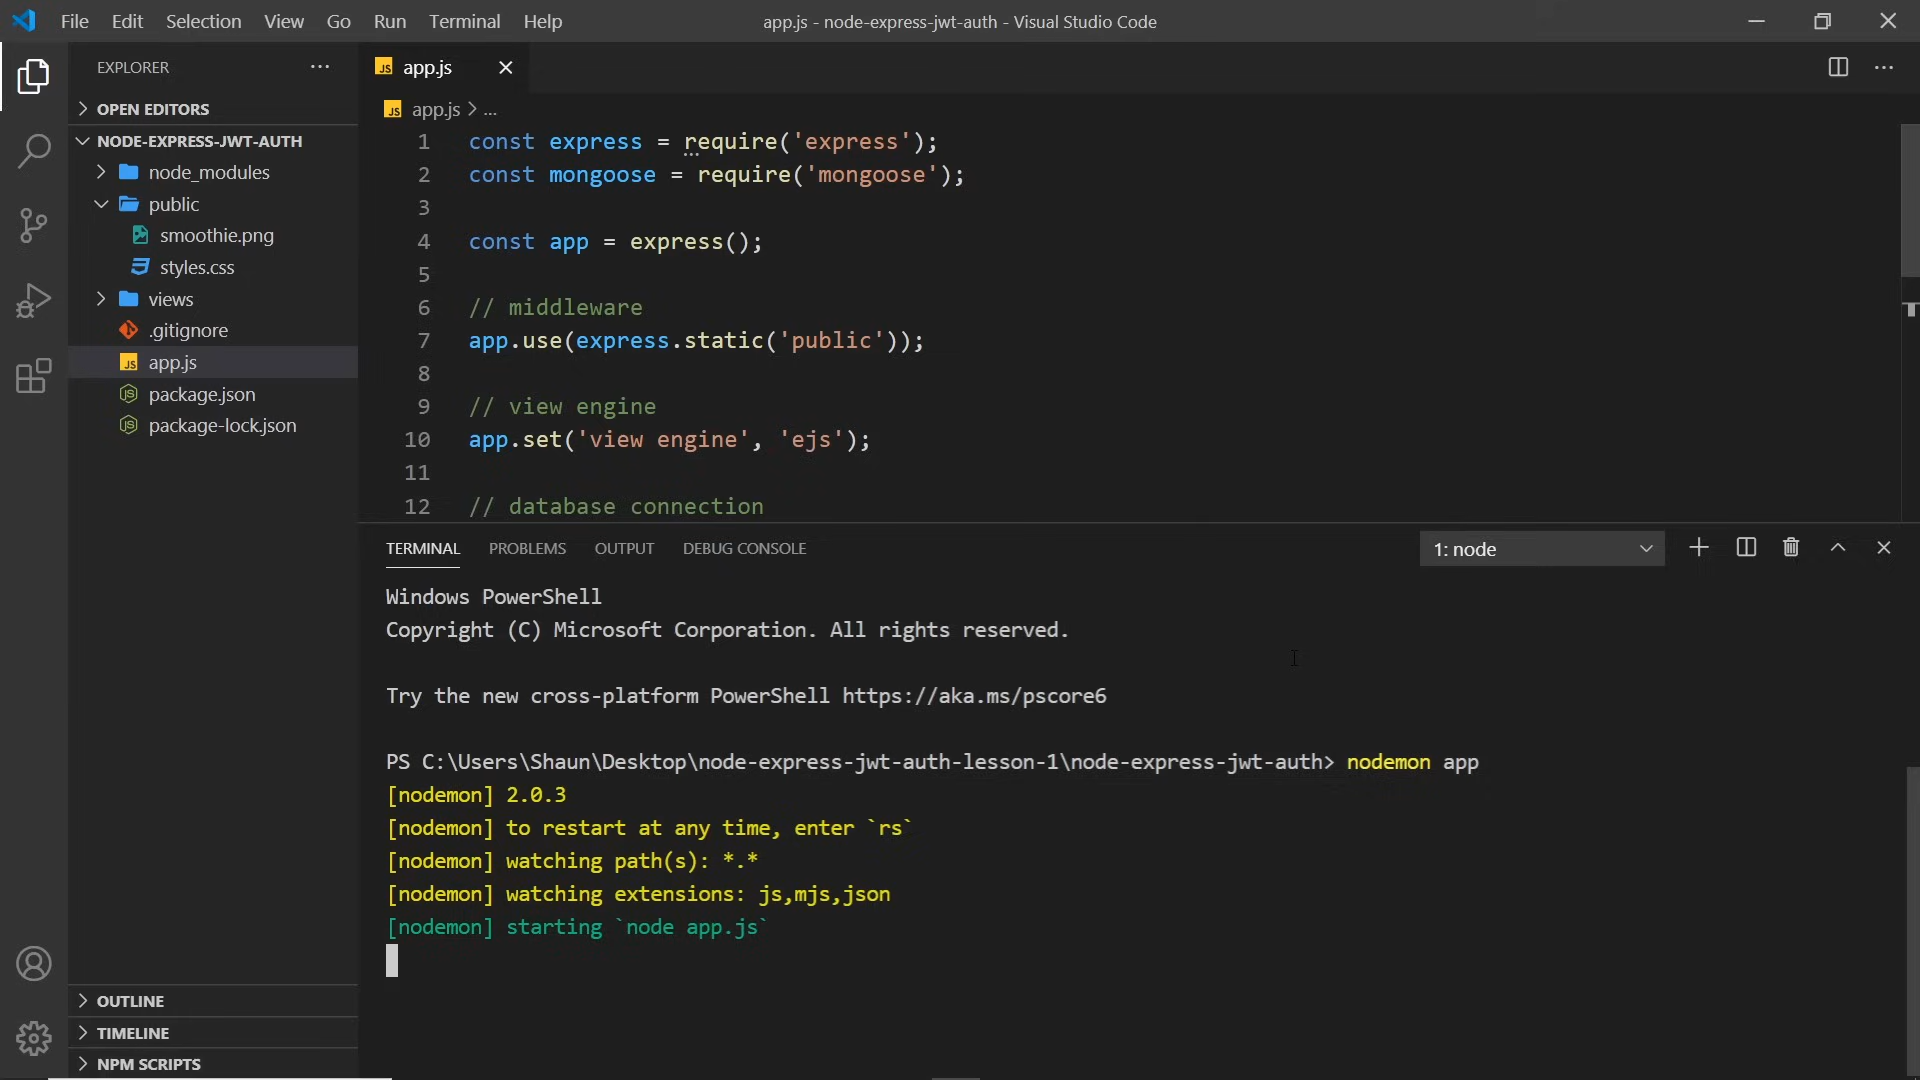 File Edit Selection View Go Run Terminal Help
app.js - node-express-jwt-auth - Visual Studio Code
EXPLORER
OPEN EDITORS
NODE-EXPRESS-JWT-AUTH
node_modules
public
smoothie.png
styles.css
views
.gitignore
JS app.js
package.json
package-lock.json
OUTLINE
TIMELINE
NPM SCRIPTS
JS app.js
JS app.js > ...
1 const express = require('express');
2 const mongoose = require('mongoose');
3
4 const app = express();
5
6 // middleware
7 app.use(express.static('public'));
8
9 // view engine
10 app.set('view engine', 'ejs');
11
12 // database connection
TERMINAL PROBLEMS OUTPUT DEBUG CONSOLE
1: node
Windows PowerShell
Copyright (C) Microsoft Corporation. All rights reserved.
Try the new cross-platform PowerShell https://aka.ms/pscore6
PS C:\Users\Shaun\Desktop\node-express-jwt-auth-lesson-1\node-express-jwt-auth> nodemon app
[nodemon] 2.0.3
[nodemon] to restart at any time, enter `rs`
[nodemon] watching path(s): *.*
[nodemon] watching extensions: js,mjs,json
[nodemon] starting `node app.js`